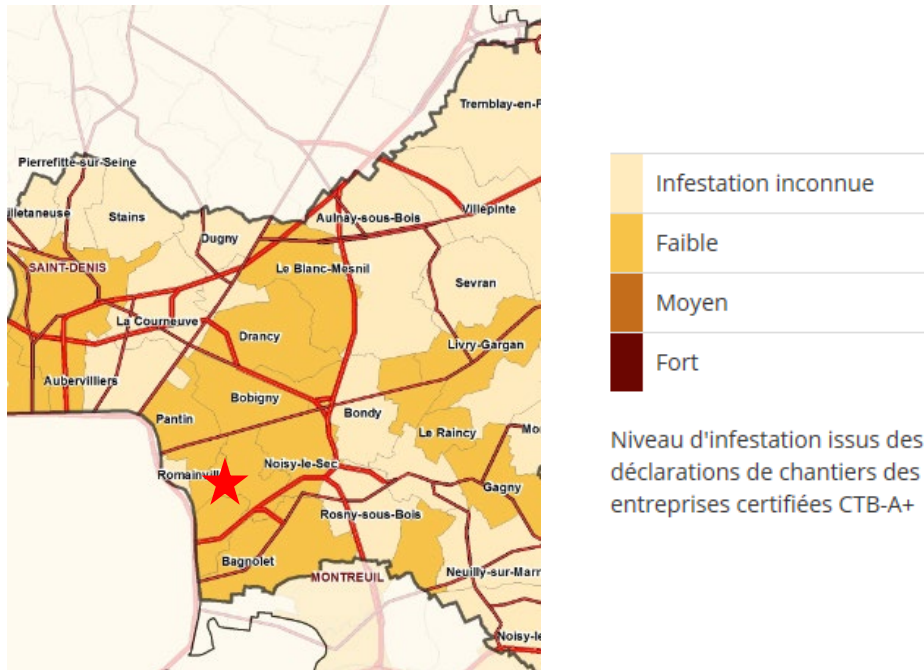 Tremblay-en-F
Pierrefitte-sur-Seine
lletaneuse
Stains
Aulnay-sous-Bois
Villepinte
Dugny
SAINT-DENIS
Le Blanc-Mesnil
Sevran
La Courneuve
Drancy
Livry-Gargan
Aubervilliers
Bobigny
Pantin
Bondy
Le Raincy
Mo
Romainvill
Noisy-le-Sec
Gagny
Rosny-sous-Bois
Bagnolet
MONTREUIL
Neuilly-sur-Marn
Noisy-le
Infestation inconnue
Faible
Moyen
Fort
Niveau d'infestation issus des
déclarations de chantiers des
entreprises certifiées CTB-A+